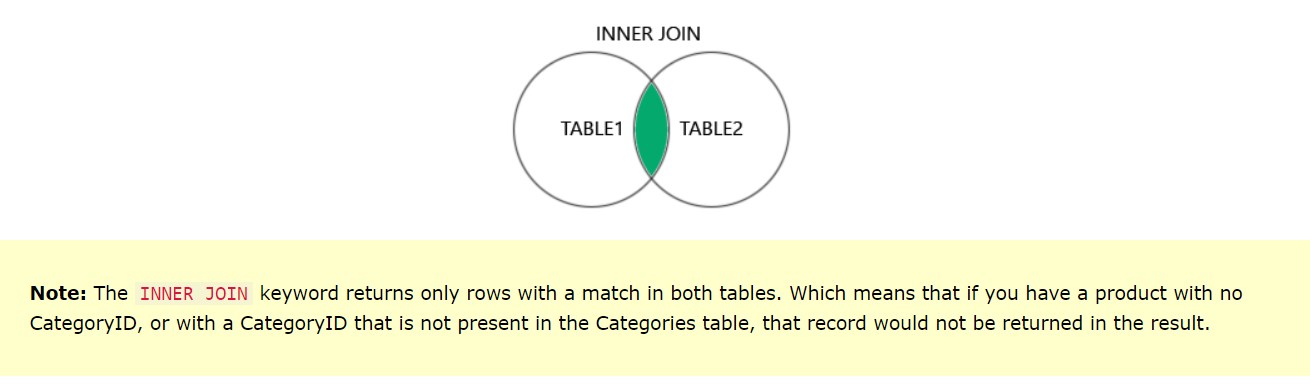 INNER JOIN
TABLE1 TABLE2
Note: The INNER JOIN keyword returns only rows with a match in both tables. Which means that if you have a product with no
CategoryID, or with a CategoryID that is not present in the Categories table, that record would not be returned in the result.